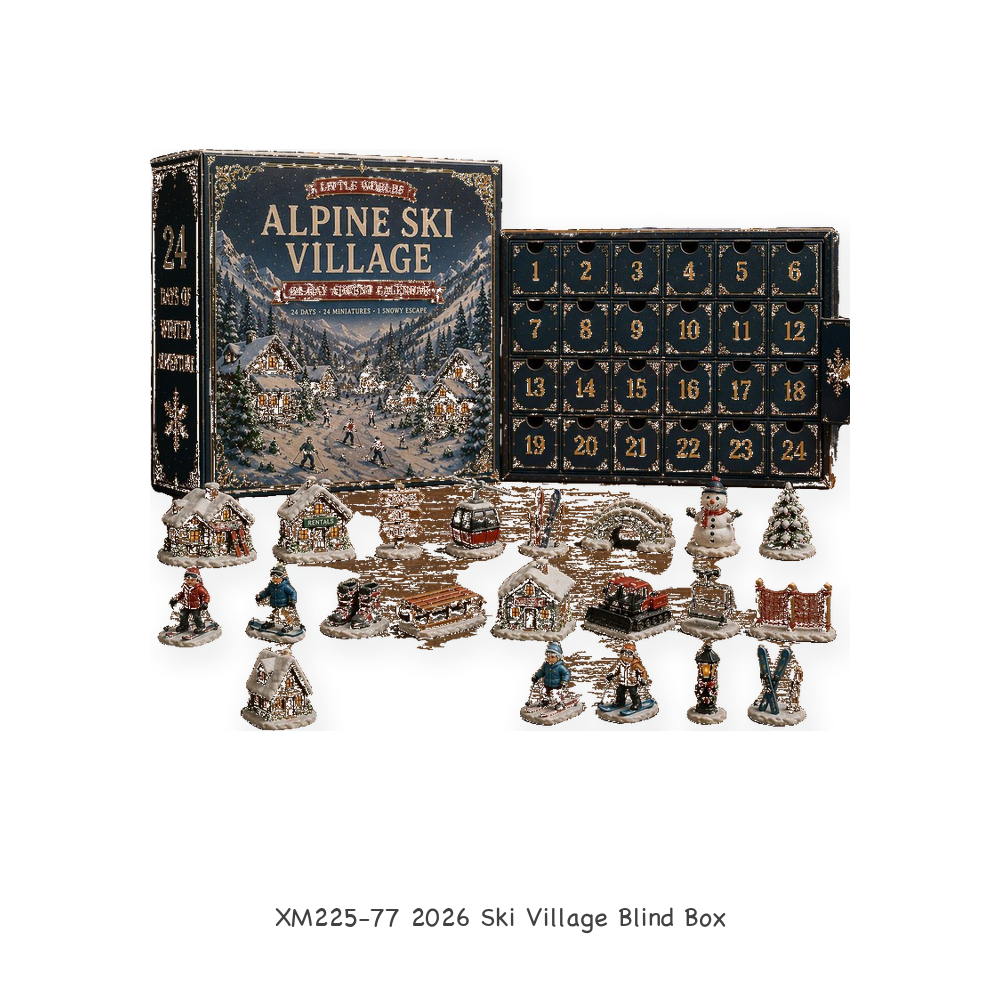 A LITTLE WORLDS
ALPINE SKI
VILLAGE
24 DAYS • 24 MINIATURES • 1 SNOWY ESCAPE
24
DAYS OF
WINTER
1 2 3 4 5 6
7 8 9 10 11 12
13 14 15 16 17 18
19 20 21 22 23 24
RENTALS
XM225-77 2026 Ski Village Blind Box